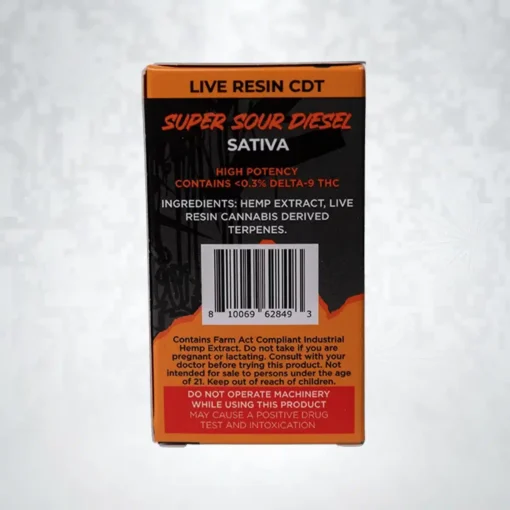 LIVE RESIN CDT
SUPER SOUR DIESEL
SATIVA
HIGH POTENCY
CONTAINS <0.3% DELTA-9 THC
INGREDIENTS: HEMP EXTRACT, LIVE
RESIN CANNABIS DERIVED
TERPENES.
8 10069 62849 3
Contains Farm Act Compliant Industrial
Hemp Extract. Do not take if you are
pregnant or lactating. Consult with your
doctor before trying this product. Not
intended for sale to persons under the age
of 21. Keep out of reach of children.
DO NOT OPERATE MACHINERY
WHILE USING THIS PRODUCT
MAY CAUSE A POSITIVE DRUG
TEST AND INTOXICATION